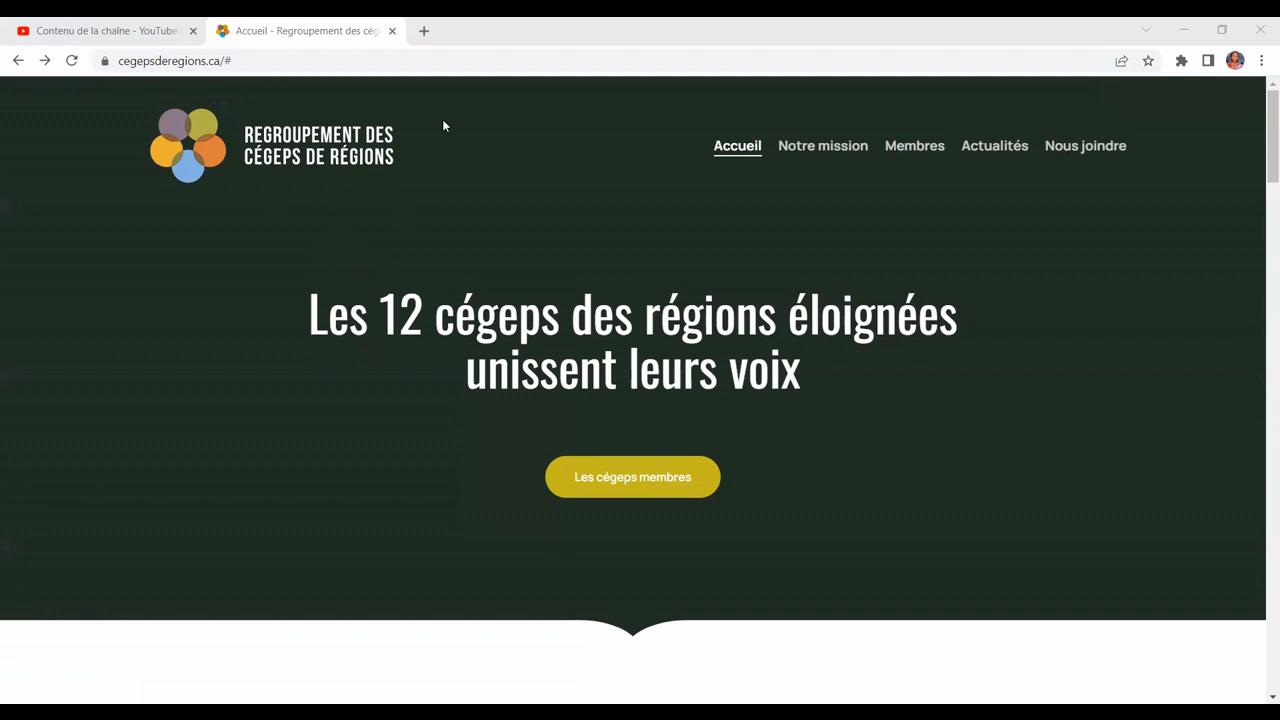 Contenu de la chaîne - YouTube
Accueil - Regroupement des cég
cegepsderegions.ca/#
REGROUPEMENT DES
CÉGEPS DE RÉGIONS
Accueil Notre mission Membres Actualités Nous joindre
Les 12 cégeps des régions éloignées
unissent leurs voix
Les cégeps membres